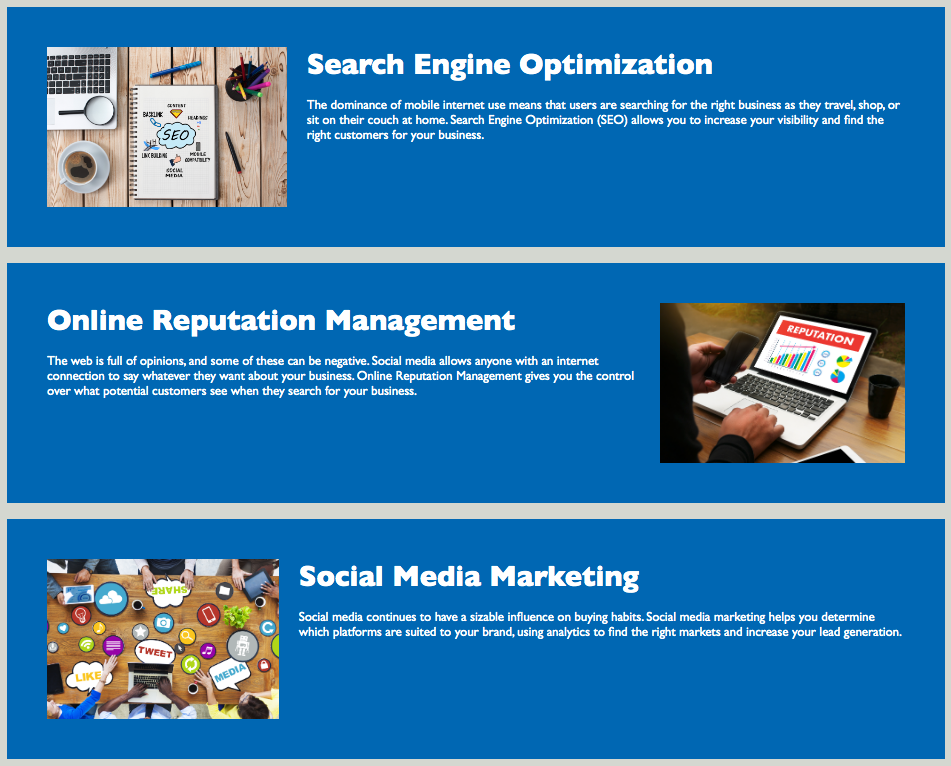 Search Engine Optimization
The dominance of mobile internet use means that users are searching for the right business as they travel, shop, or
sit on their couch at home. Search Engine Optimization (SEO) allows you to increase your visibility and find the
right customers for your business.
CONTENT
BACKLINK
HEADINGS
SEO
LINK BUILDING
MOBILE
COMPATIBILITY
SOCIAL
MEDIA
Online Reputation Management
The web is full of opinions, and some of these can be negative. Social media allows anyone with an internet
connection to say whatever they want about your business. Online Reputation Management gives you the control
over what potential customers see when they search for your business.
REPUTATION
Social Media Marketing
Social media continues to have a sizable influence on buying habits. Social media marketing helps you determine
which platforms are suited to your brand, using analytics to find the right markets and increase your lead generation.
SHARE
TWEET
LIKE
MEDIA